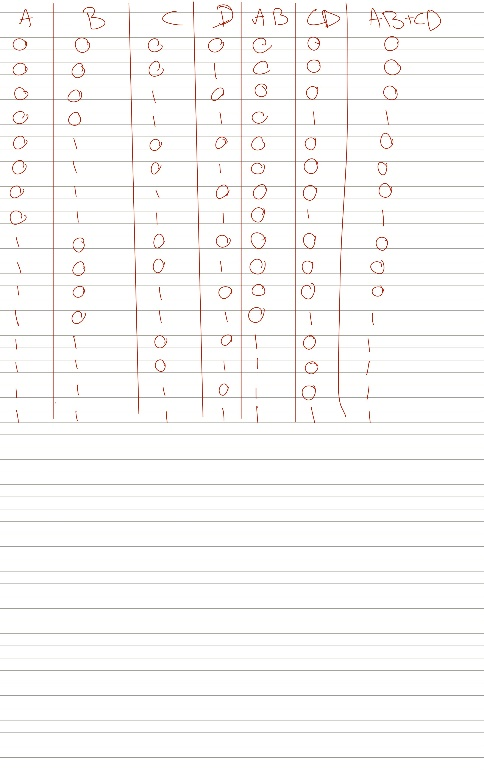 A B C D AB CD AB+CD
0 0 0 0 0 0 0
0 0 0 1 0 0 0
0 0 1 0 0 0 0
0 0 1 1 0 1 1
0 1 0 0 0 0 0
0 1 0 1 0 0 0
0 1 1 0 0 0 0
0 1 1 1 0 1 1
1 0 0 0 0 0 0
1 0 0 1 0 0 0
1 0 1 0 0 0 0
1 0 1 1 0 1 1
1 1 0 0 1 0 1
1 1 0 1 1 0 1
1 1 1 0 1 0 1
1 1 1 1 1 1 1